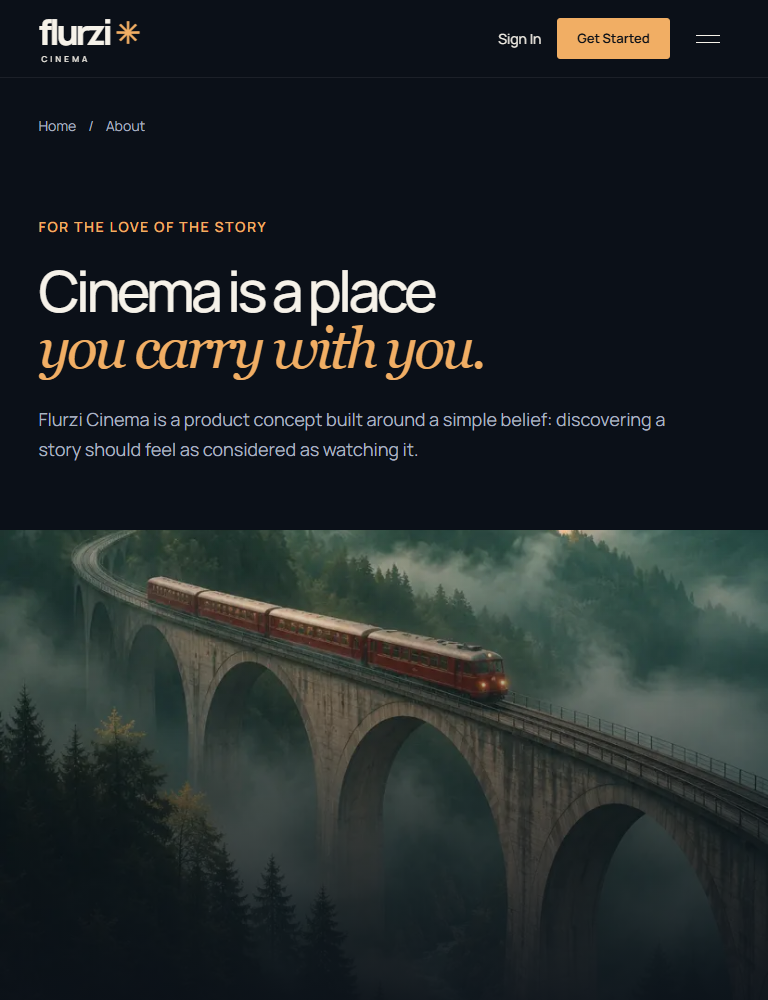 flurzi
CINEMA
Sign In
Get Started
Home / About
FOR THE LOVE OF THE STORY
Cinema is a place
you carry with you.
Flurzi Cinema is a product concept built around a simple belief: discovering a
story should feel as considered as watching it.